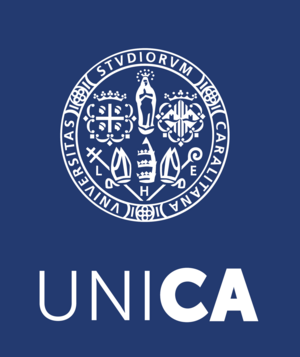 VNIVERSITAS STVDIORVM CARALITANA
L H E
UNICA